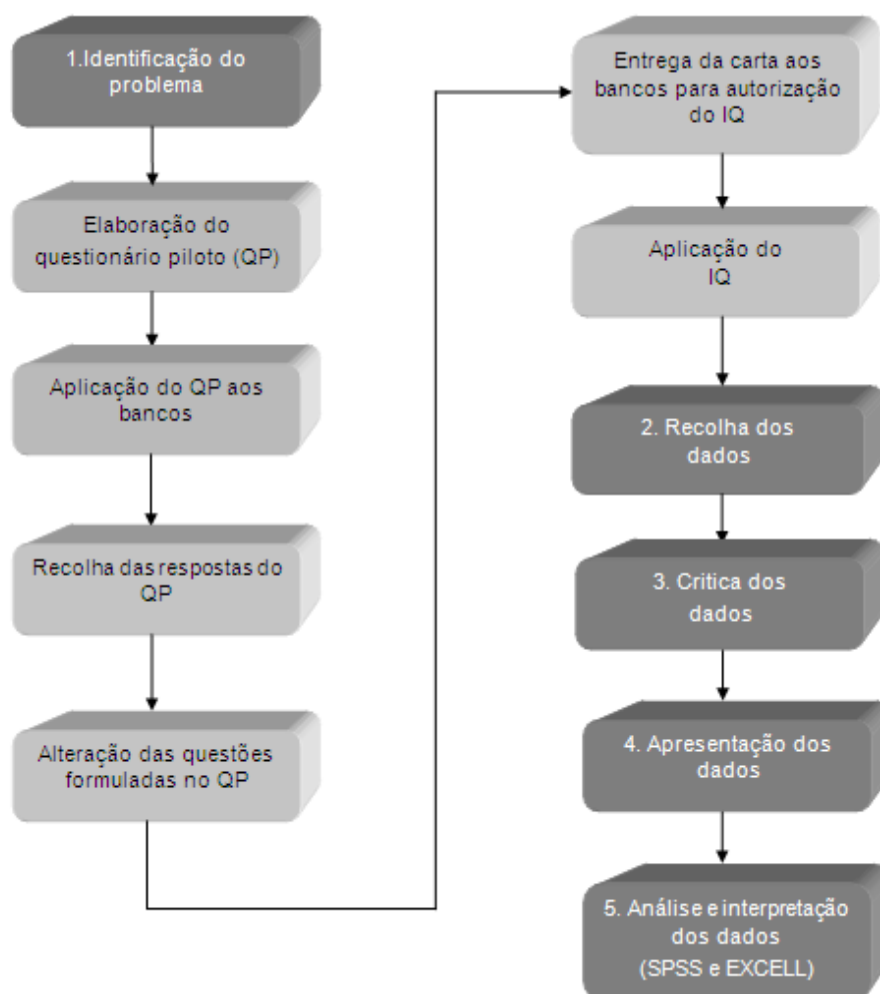 1.Identificação do
problema
Elaboração do
questionário piloto (QP)
Aplicação do QP aos
bancos
Recolha das respostas do
QP
Alteração das questões
formuladas no QP
Entrega da carta aos
bancos para autorização
do IQ
Aplicação do
IQ
2. Recolha dos
dados
3. Critica dos
dados
4. Apresentação dos
dados
5. Análise e interpretação
dos dados
(SPSS e EXCELL)